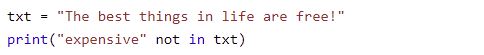 txt = "The best things in life are free!"
print("expensive" not in txt)